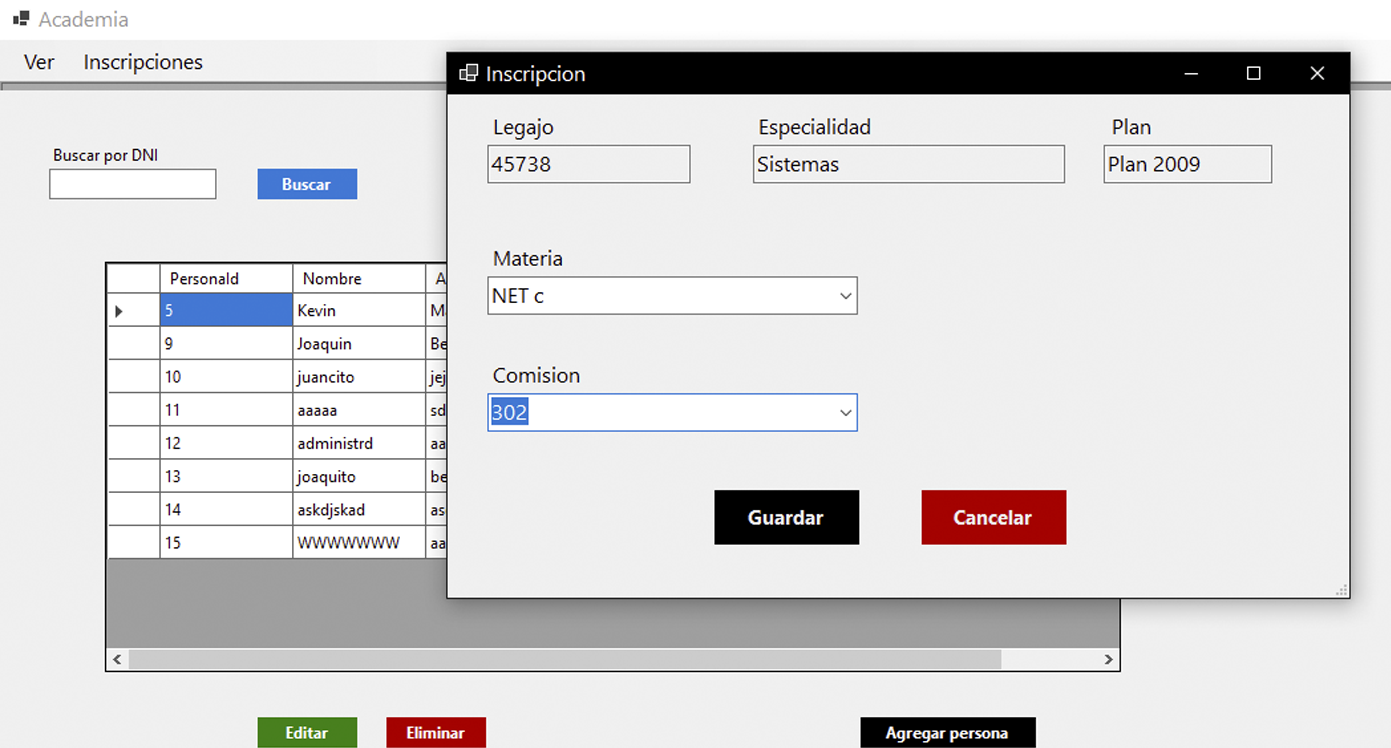 Academia
Ver Inscripciones
Buscar por DNI
Buscar
PersonaId Nombre A
5 Kevin M
9 Joaquin Be
10 juancito jej
11 aaaaa sd
12 administrd aa
13 joaquito be
14 askdjskad as
15 WWWWWWW aa
Editar Eliminar Agregar persona
Inscripcion
Legajo Especialidad Plan
45738 Sistemas Plan 2009
Materia
NET c
Comision
302
Guardar Cancelar